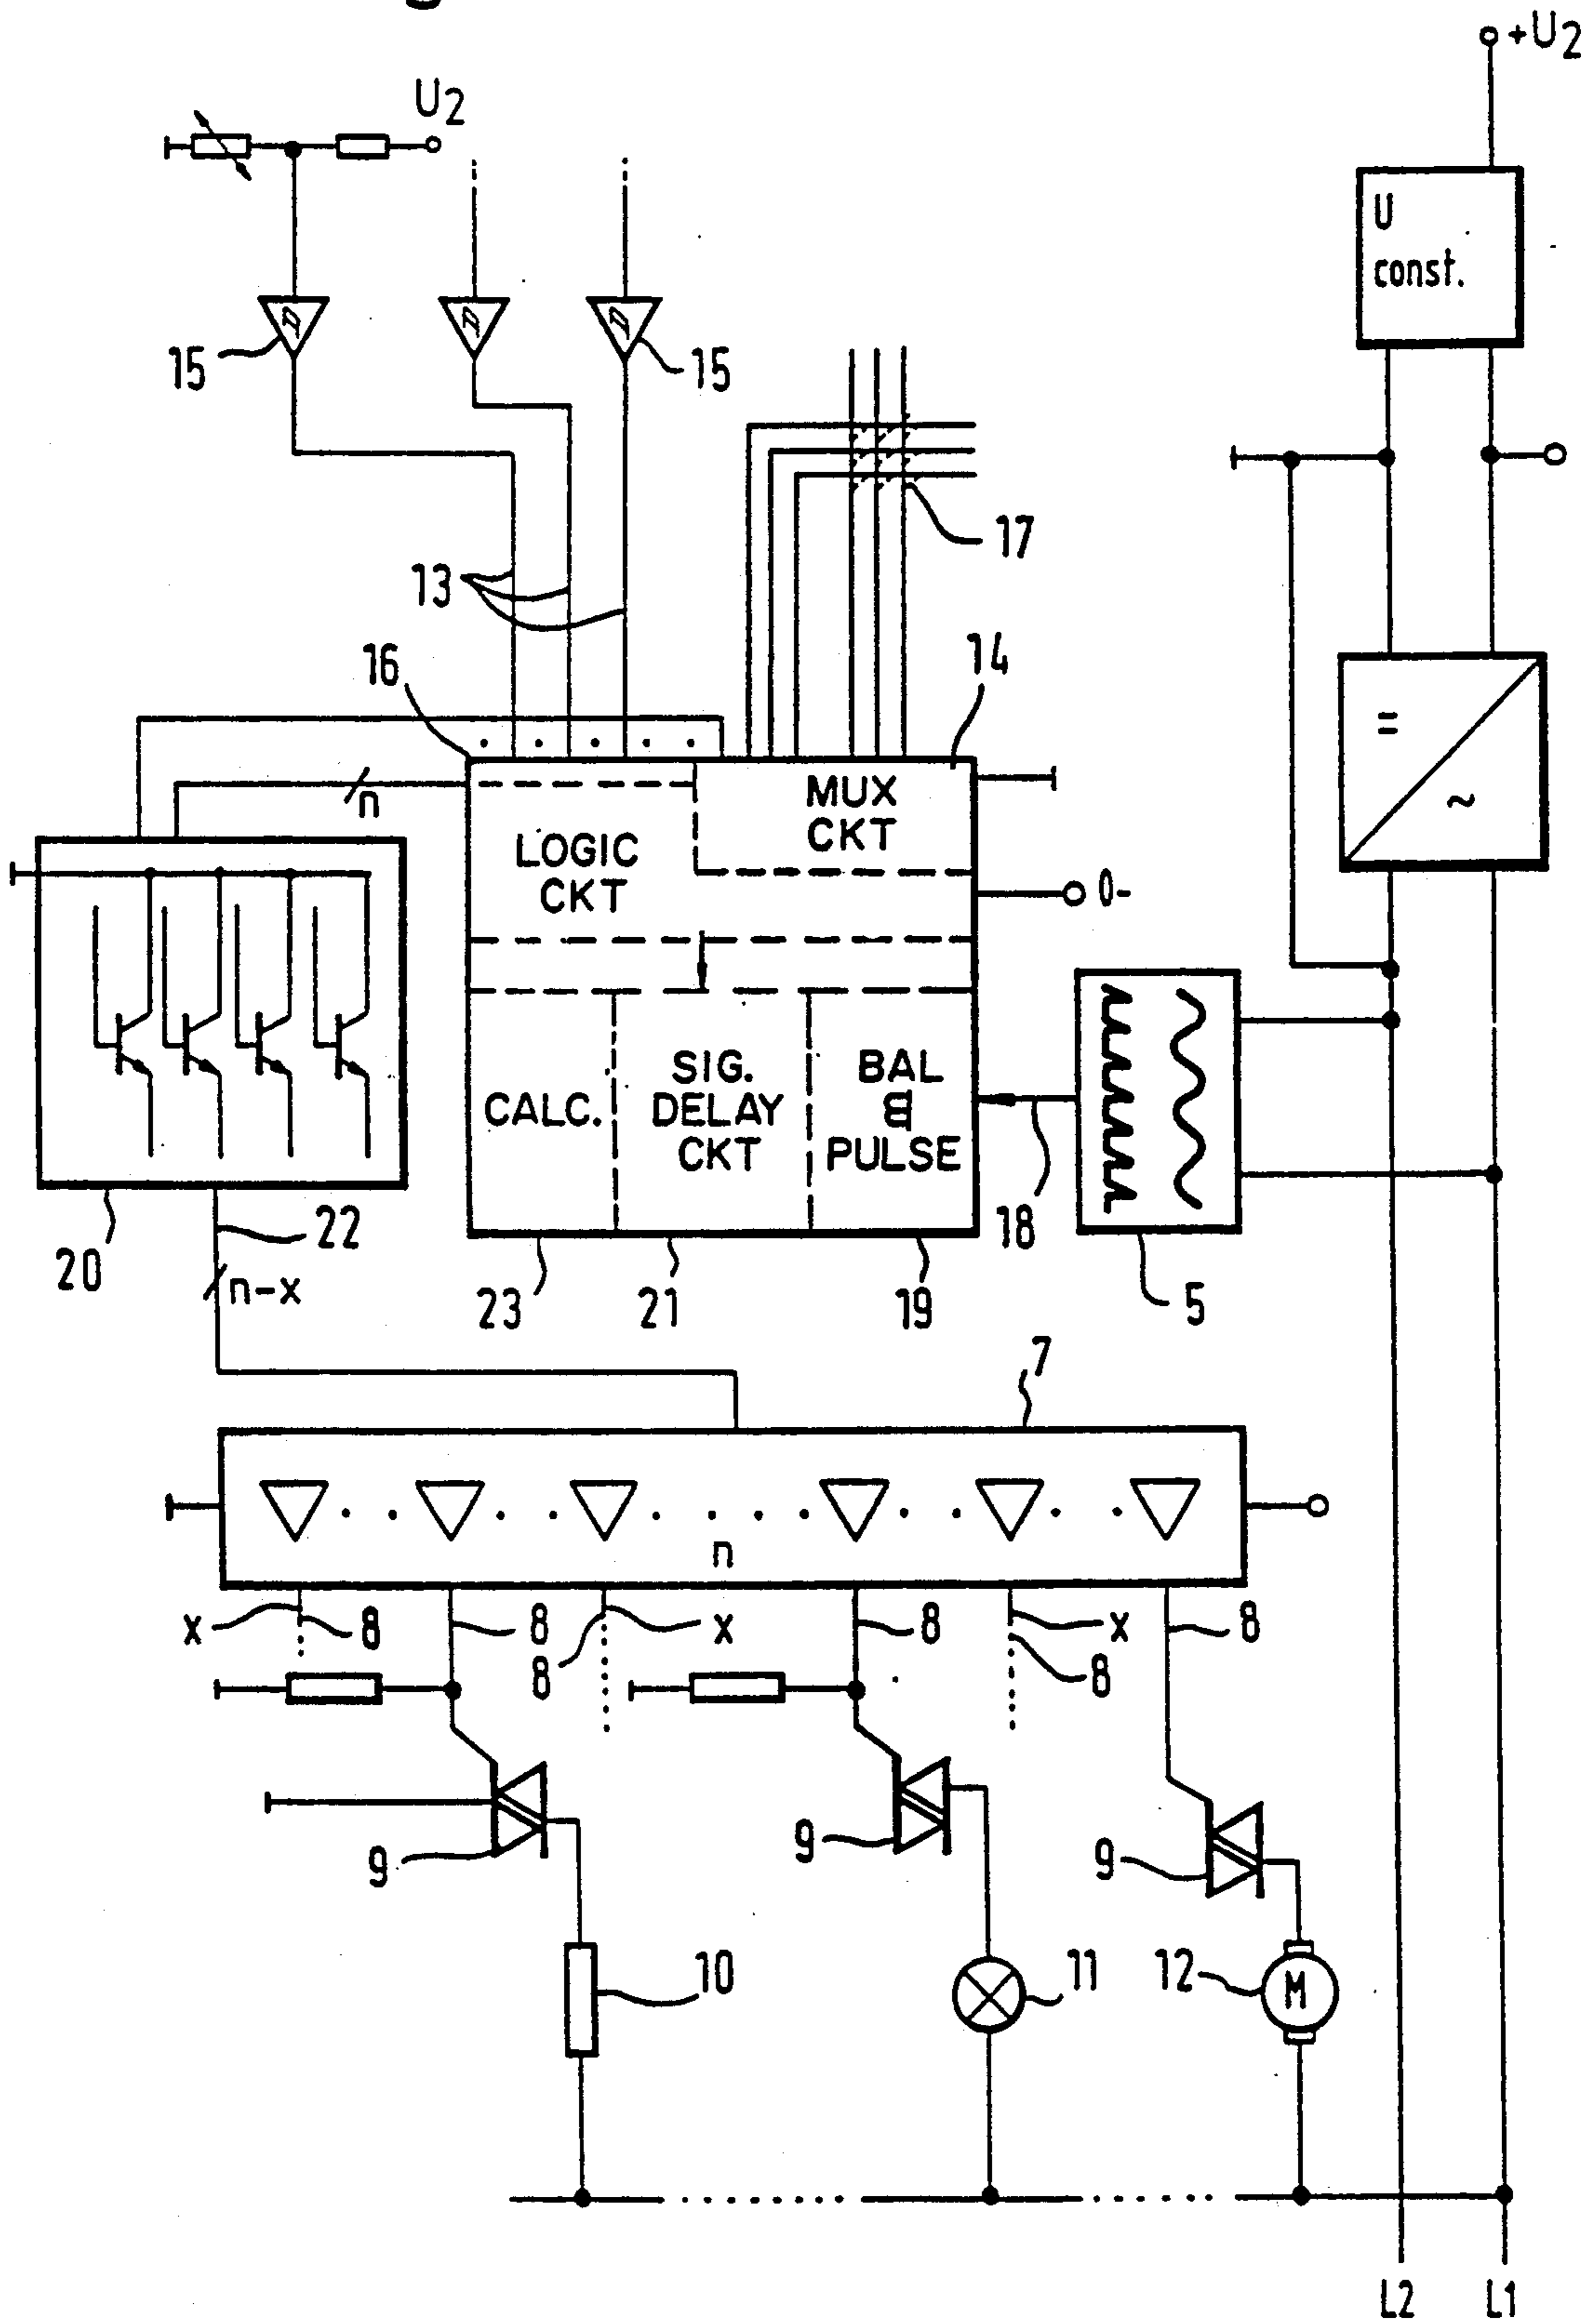 +U2
U2
U
const.
15
15
17
13
16
14
n
MUX
CKT
LOGIC
CKT
0-
=
~
CALC.
SIG.
DELAY
CKT
BAL
&
PULSE
18
20
22
n-x
23
21
19
5
7
n
x
8
8
8
x
8
x
8
8
9
9
9
10
11
12
M
L2
L1